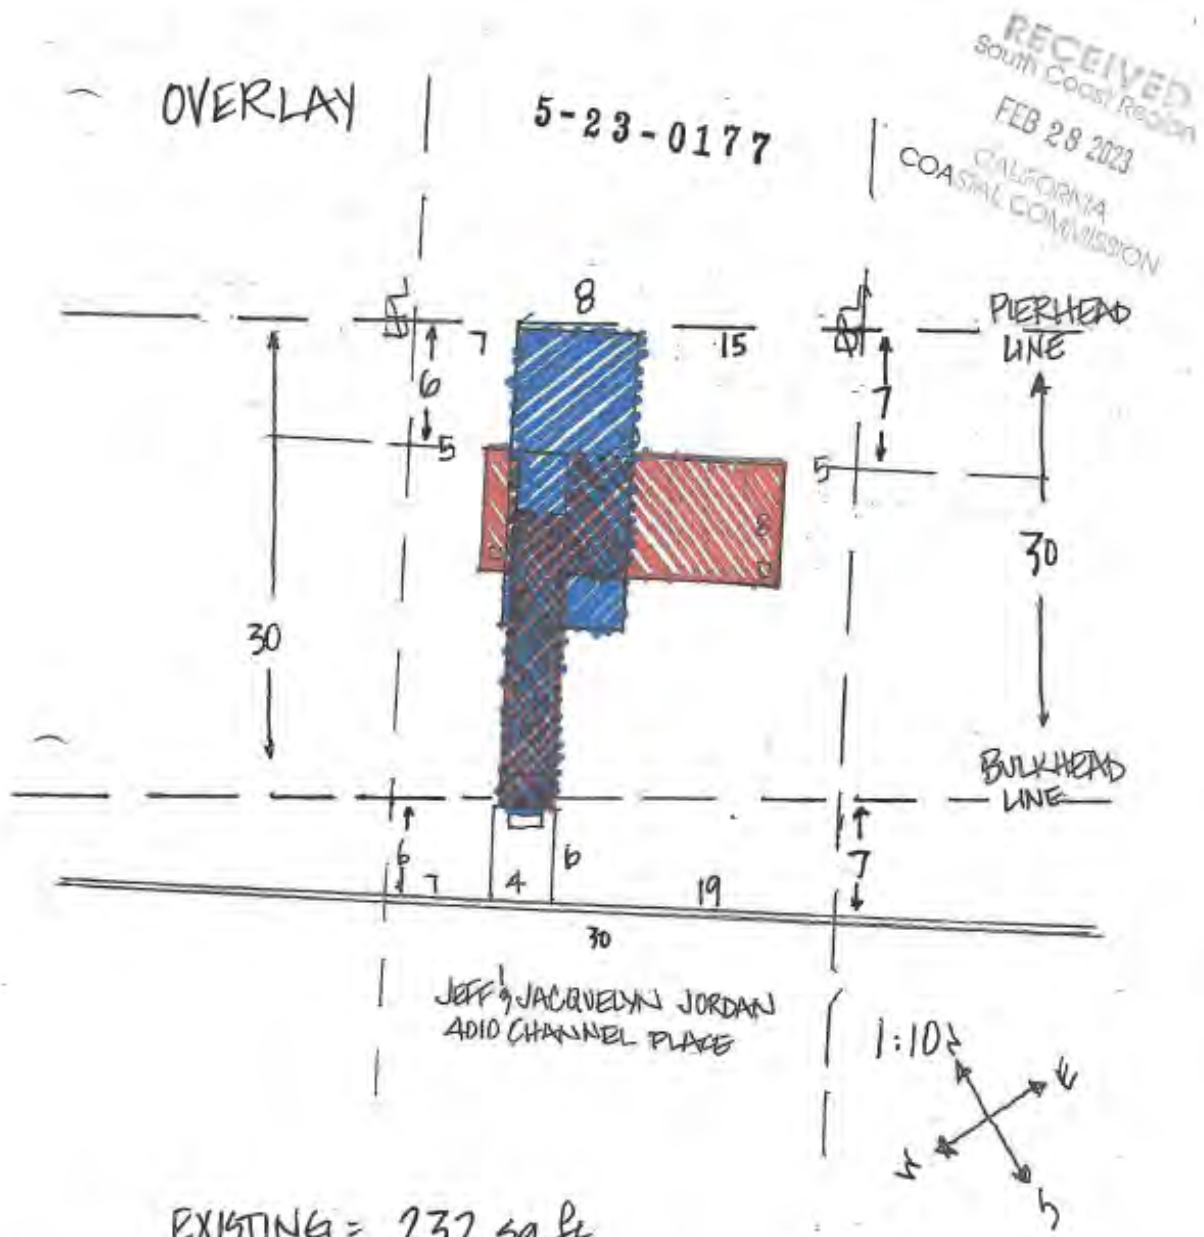 RECEIVED
South Coast Region
FEB 28 2023
CALIFORNIA
COASTAL COMMISSION
OVERLAY
5-23-0177
8
PIERHEAD
LINE
7
15
6
7
5
5
8
30
30
BULKHEAD
LINE
6
7
4
6
19
7
30
JEFF & JACQUELYN JORDAN
4010 CHANNEL PLACE
1:10
E
W
S
EXISTING = 232 sq ft